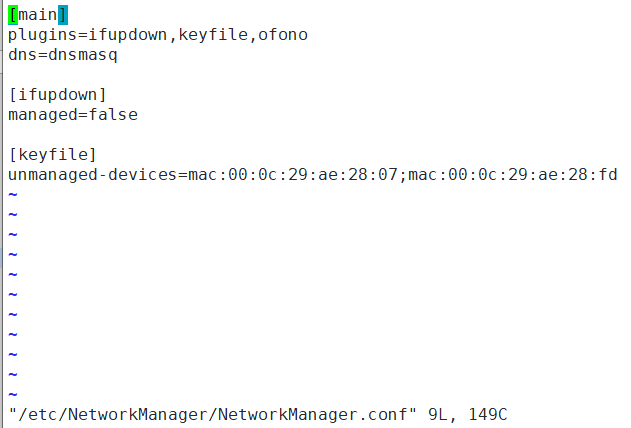 [main]
plugins=ifupdown,keyfile,ofono
dns=dnsmasq
[ifupdown]
managed=false
[keyfile]
unmanaged-devices=mac:00:0c:29:ae:28:07;mac:00:0c:29:ae:28:fd
~
~
~
~
~
~
~
~
~
~
~
"/etc/NetworkManager/NetworkManager.conf" 9L, 149C